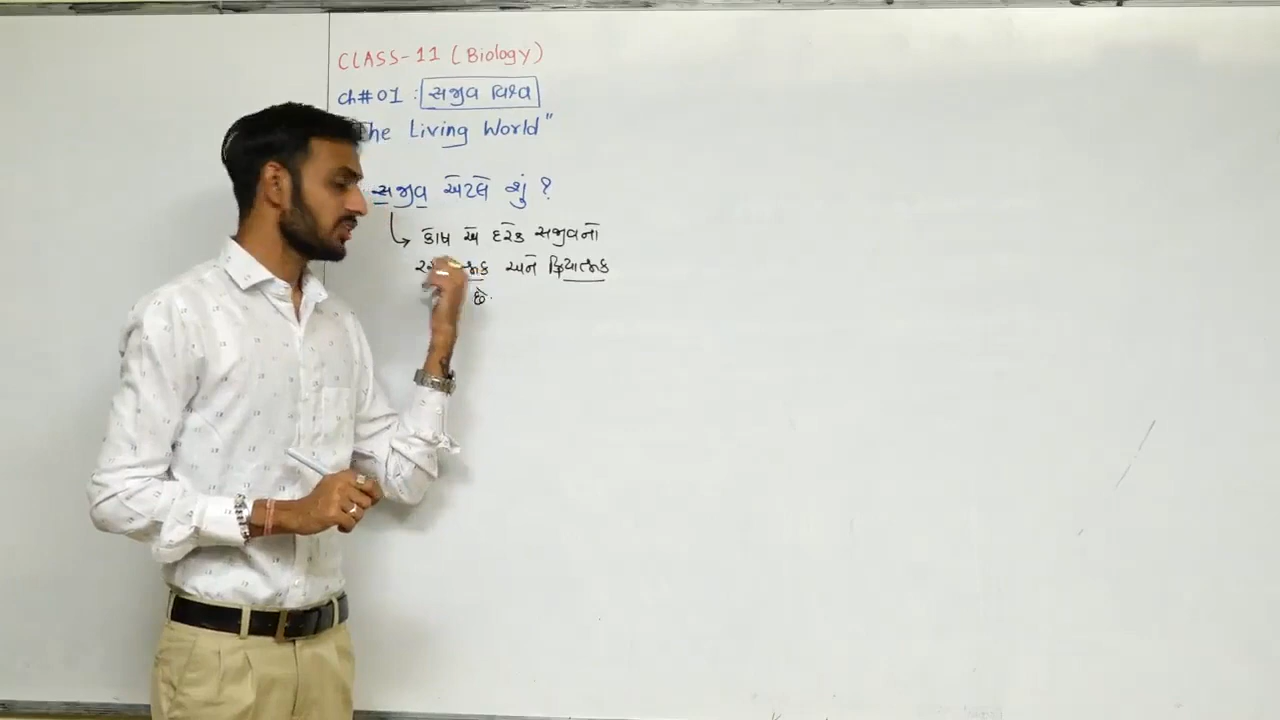 CLASS-11 (Biology)
ch#01 : સજીવ વિશ્વ
The Living World"
સજીવ એટલે શું ?
કોષ એ દરેક સજીવનો
અને ક્રિયાત્મક
છે.